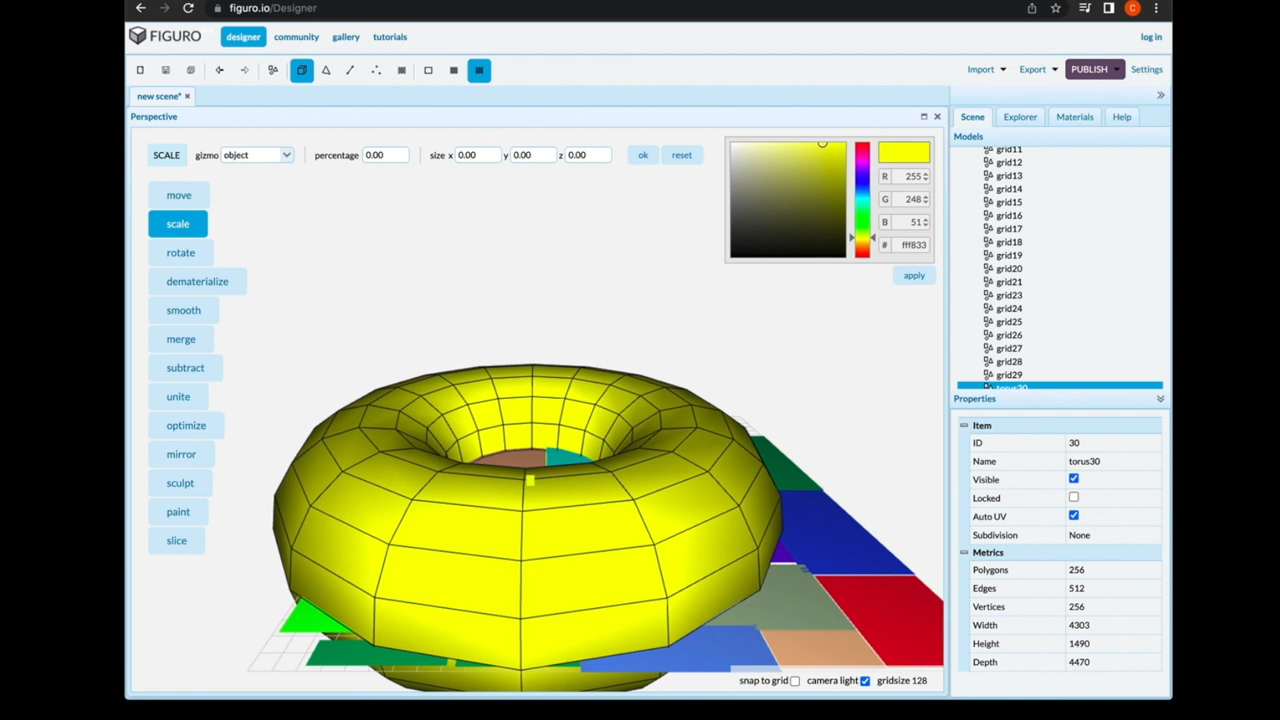 figuro.io/Designer
C
FIGURO designer community gallery tutorials log in
Import Export PUBLISH Settings
new scene* ×
Perspective
SCALE gizmo object percentage 0.00 size x 0.00 y 0.00 z 0.00 ok reset
move
scale
rotate
dematerialize
smooth
merge
subtract
unite
optimize
mirror
sculpt
paint
slice
R 255
G 248
B 51
# fff833
apply
snap to grid camera light gridsize 128
Scene Explorer Materials Help
Models
grid11
grid12
grid13
grid14
grid15
grid16
grid17
grid18
grid19
grid20
grid21
grid23
grid24
grid25
grid26
grid27
grid28
grid29
torus30
Properties
Item
ID 30
Name torus30
Visible
Locked
Auto UV
Subdivision None
Metrics
Polygons 256
Edges 512
Vertices 256
Width 4303
Height 1490
Depth 4470